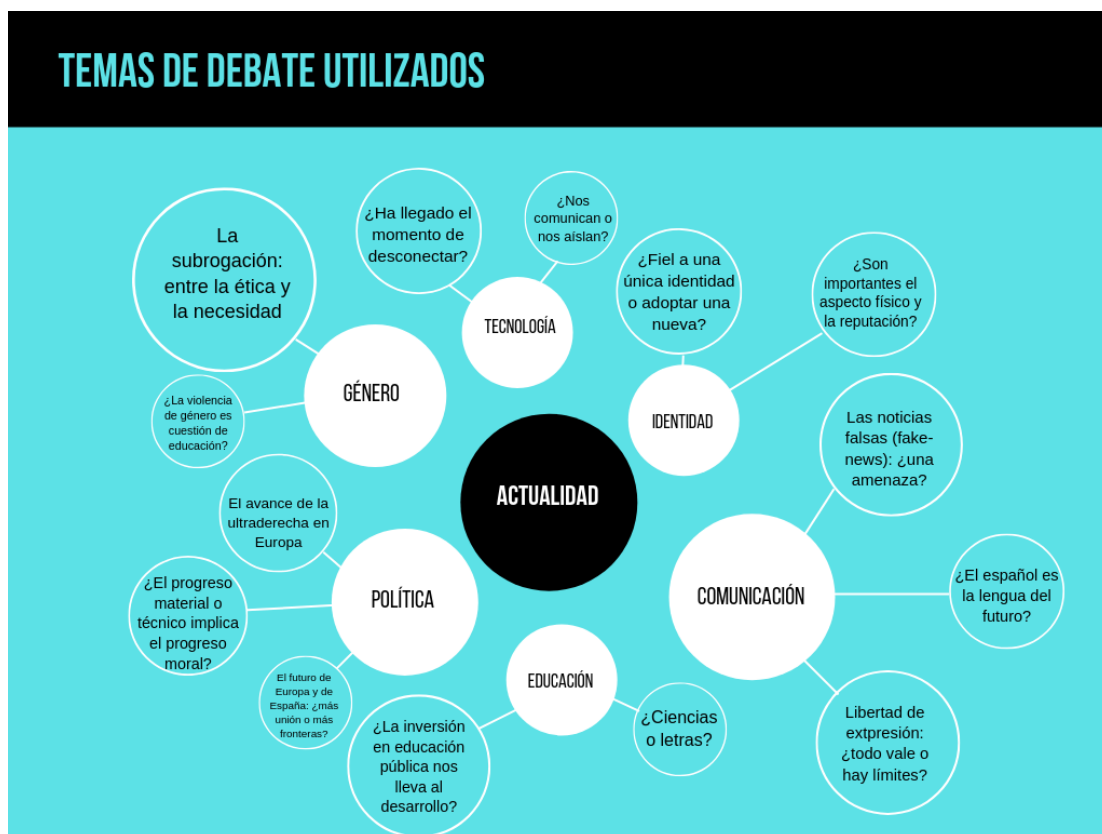 TEMAS DE DEBATE UTILIZADOS
La
subrogación:
entre la ética y
la necesidad
¿La violencia
de género es
cuestión de
educación?
GÉNERO
¿Ha llegado el
momento de
desconectar?
¿Nos
comunican o
nos aíslan?
TECNOLOGÍA
¿Fiel a una
única identidad
o adoptar una
nueva?
¿Son
importantes el
aspecto físico y
la reputación?
IDENTIDAD
ACTUALIDAD
El avance de la
ultraderecha en
Europa
¿El progreso
material o
técnico implica
el progreso
moral?
El futuro de
Europa y de
España: ¿más
unión o más
fronteras?
POLÍTICA
EDUCACIÓN
¿La inversión
en educación
pública nos
lleva al
desarrollo?
¿Ciencias
o letras?
COMUNICACIÓN
Las noticias
falsas (fake-
news): ¿una
amenaza?
¿El español es
la lengua del
futuro?
Libertad de
extpresión:
¿todo vale o
hay límites?